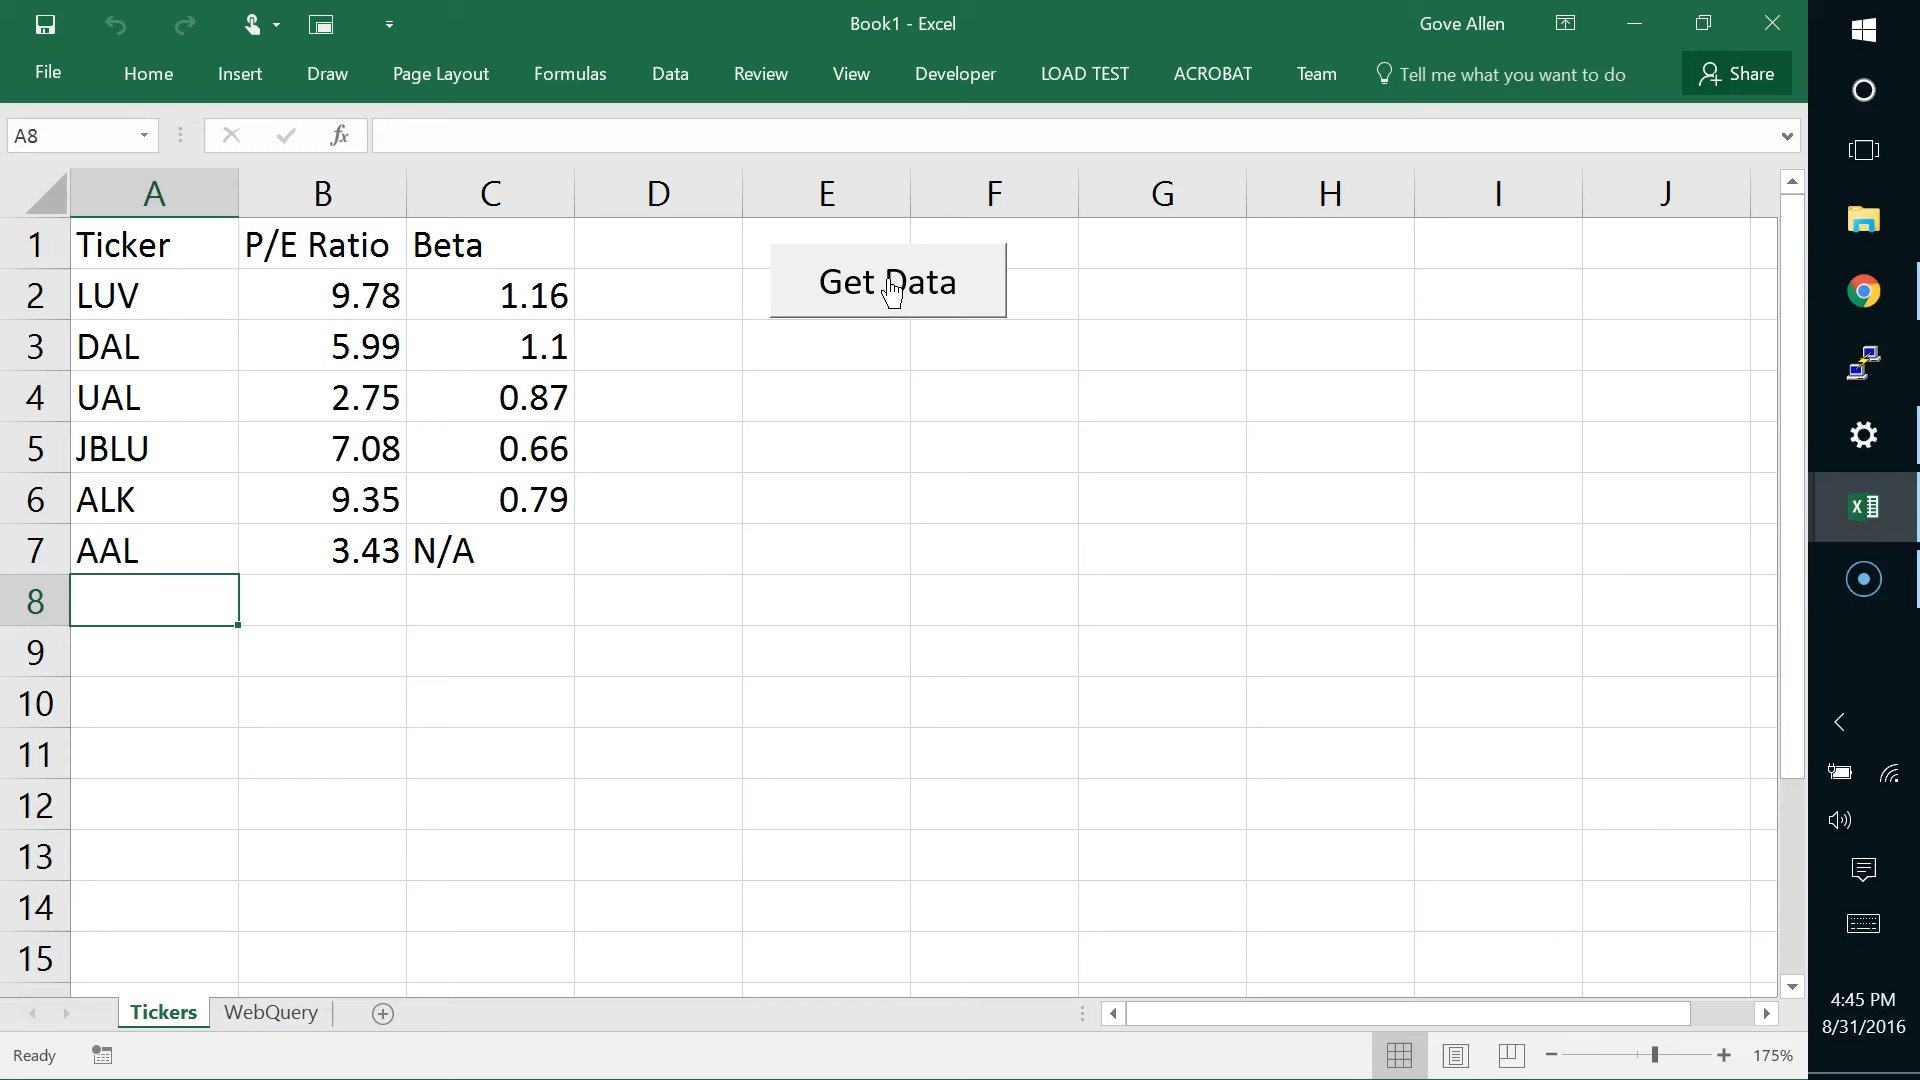 Book1 - Excel
Gove Allen
File Home Insert Draw Page Layout Formulas Data Review View Developer LOAD TEST ACROBAT Team Tell me what you want to do Share
A8 fx
A B C D E F G H I J
1 Ticker P/E Ratio Beta
Get Data
2 LUV 9.78 1.16
3 DAL 5.99 1.1
4 UAL 2.75 0.87
5 JBLU 7.08 0.66
6 ALK 9.35 0.79
7 AAL 3.43 N/A
8
9
10
11
12
13
14
15
Tickers WebQuery
Ready 175%
4:45 PM
8/31/2016